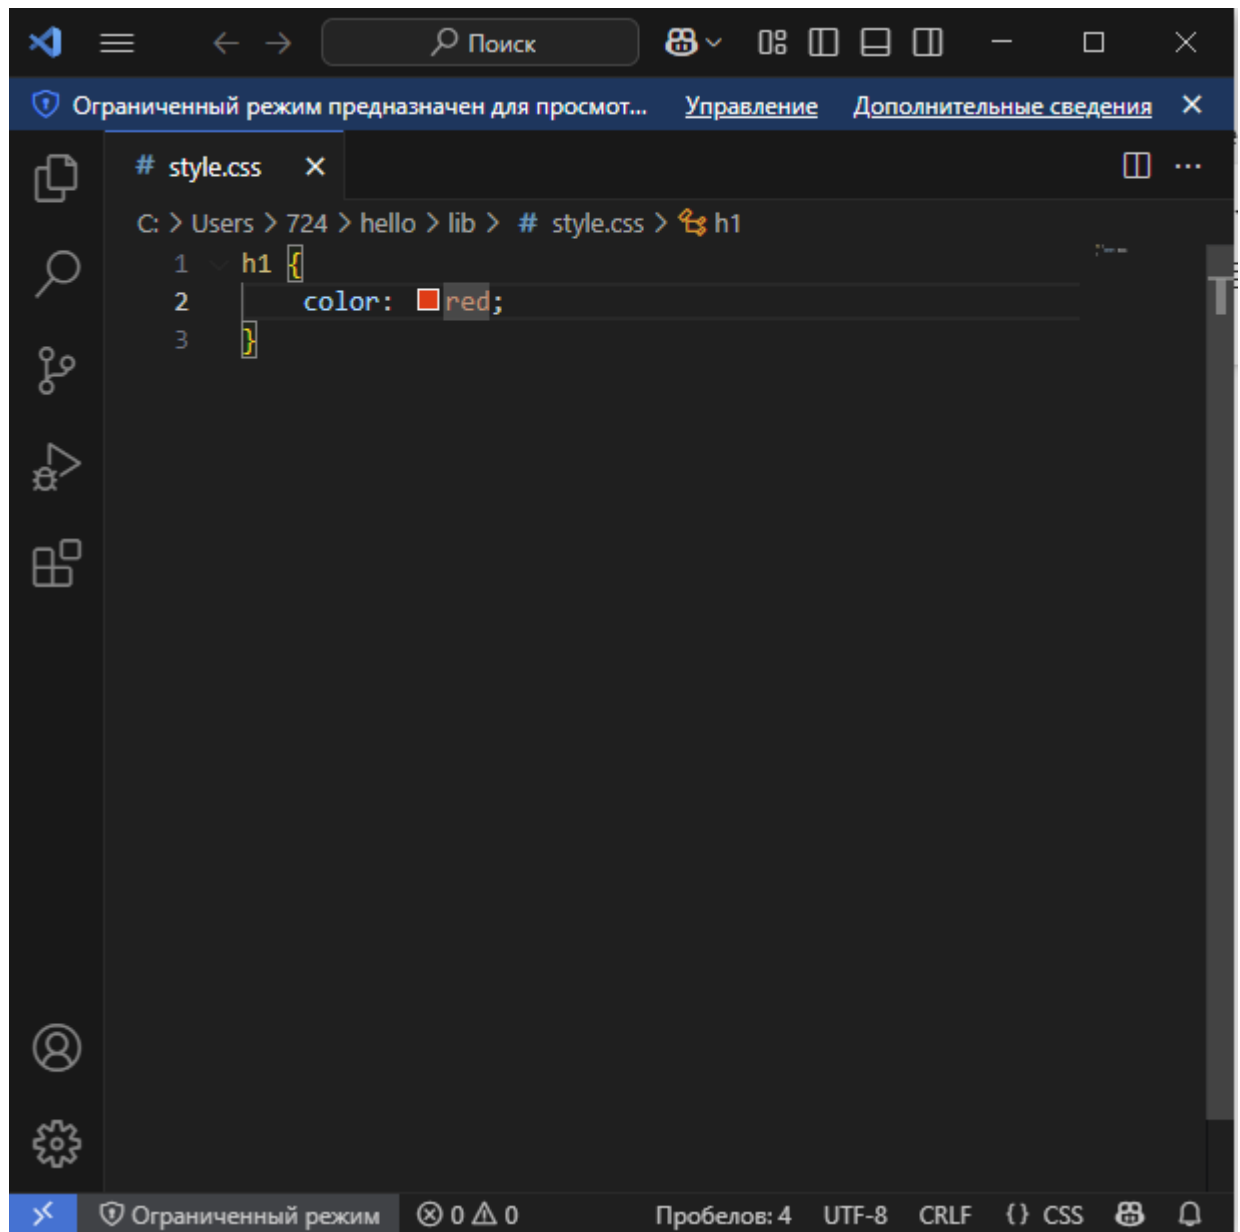 Поиск
Ограниченный режим предназначен для просмот... Управление Дополнительные сведения
# style.css
C: > Users > 724 > hello > lib > # style.css > h1
1 h1 {
2 color: red;
3 }
Ограниченный режим 0 0 Пробелов: 4 UTF-8 CRLF {} CSS